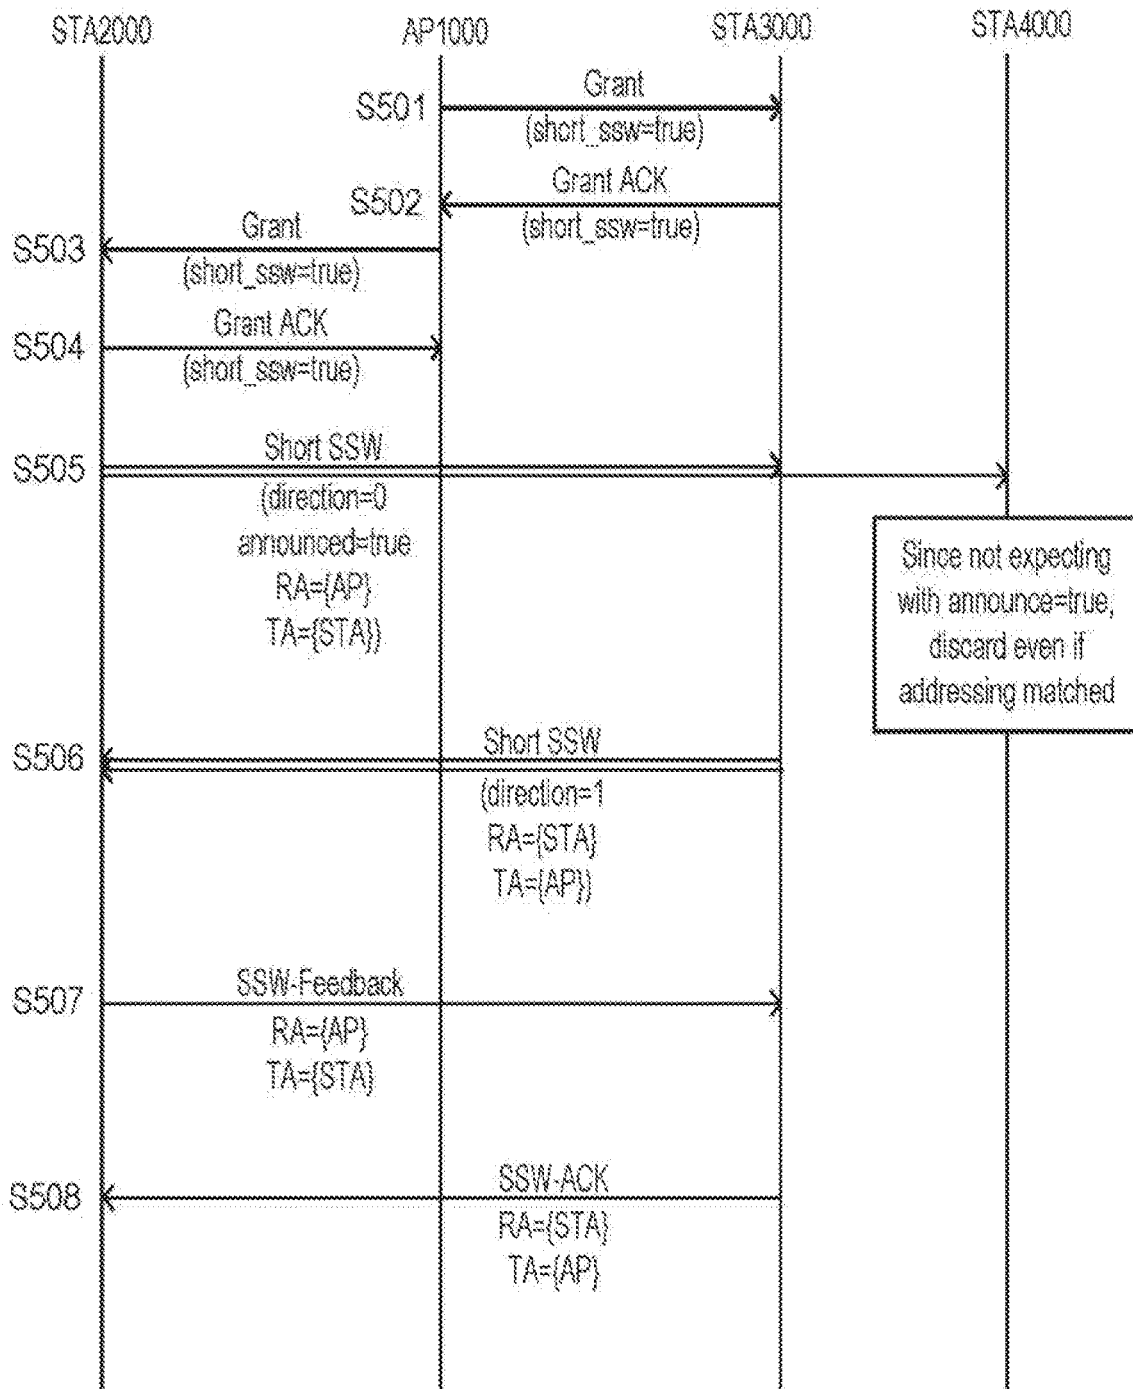 STA2000 AP1000 STA3000 STA4000
S501 Grant
(short_ssw=true)
S502 Grant ACK
(short_ssw=true)
S503 Grant
(short_ssw=true)
S504 Grant ACK
(short_ssw=true)
S505 Short SSW
(direction=0
announced=true
RA={AP}
TA={STA})
Since not expecting
with announce=true,
discard even if
addressing matched
S506 Short SSW
(direction=1
RA={STA}
TA={AP})
S507 SSW-Feedback
RA={AP}
TA={STA}
S508 SSW-ACK
RA={STA}
TA={AP}